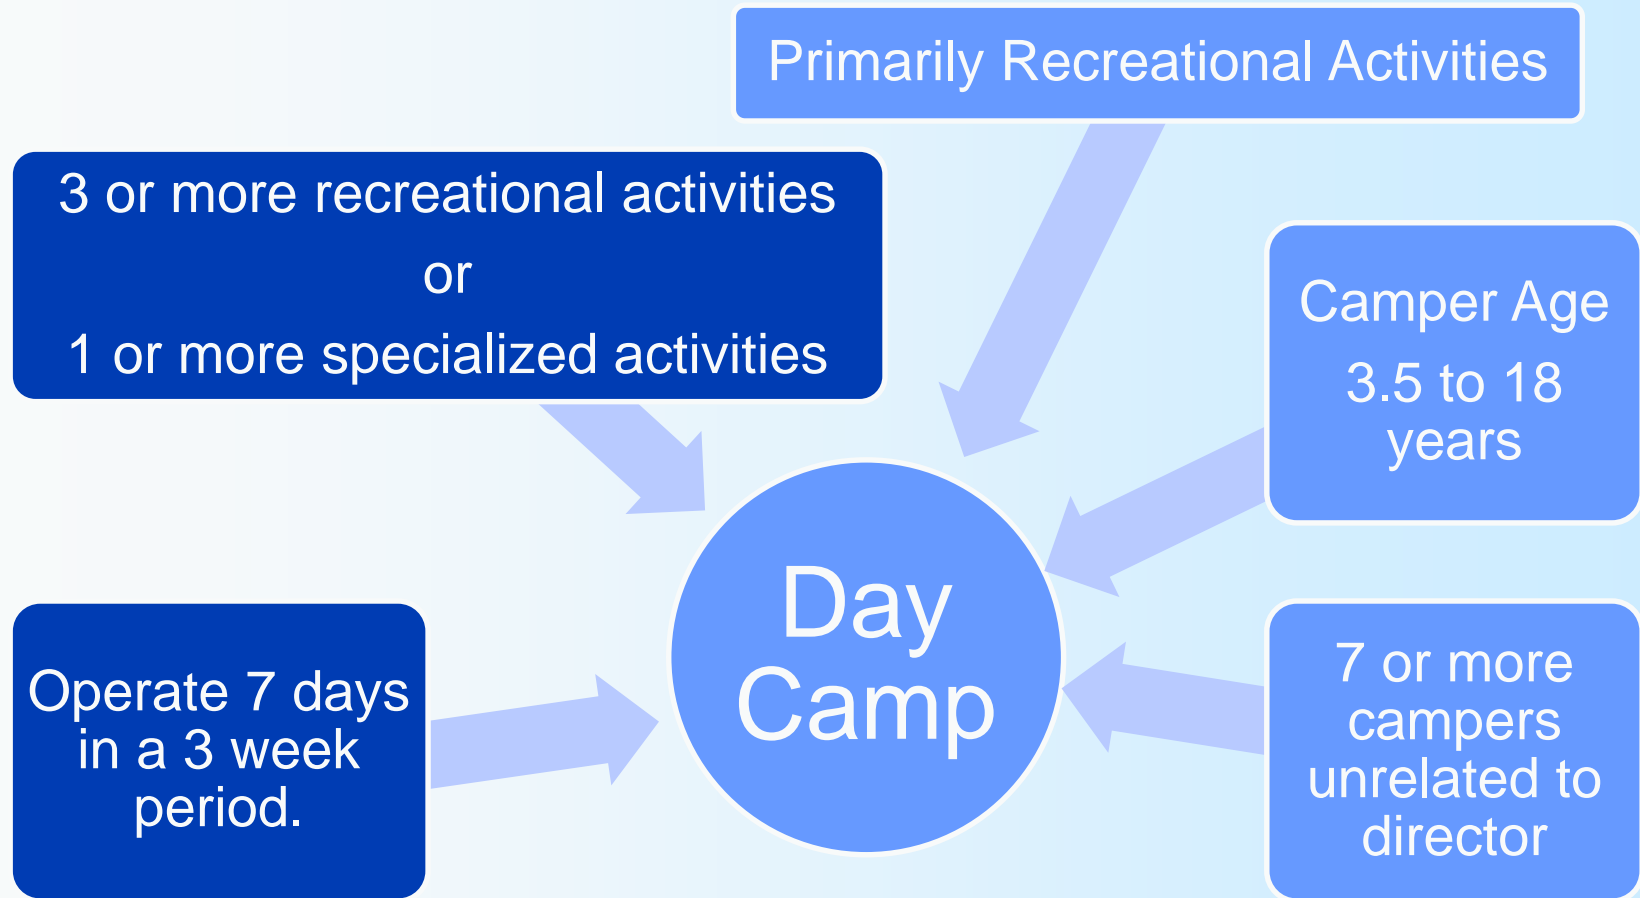 Primarily Recreational Activities
3 or more recreational activities
or
1 or more specialized activities
Camper Age
3.5 to 18
years
Day
Camp
Operate 7 days
in a 3 week
period.
7 or more
campers
unrelated to
director